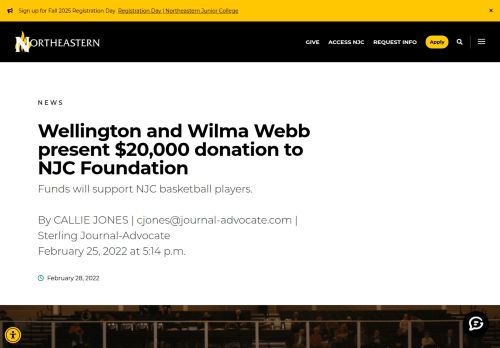 Sign up for Fall 2025 Registration Day Registration Day | Northeastern Junior College ×
NORTHEASTERN GIVE ACCESS NJC REQUEST INFO Apply
NEWS
Wellington and Wilma Webb
present $20,000 donation to
NJC Foundation
Funds will support NJC basketball players.
By CALLIE JONES | cjones@journal-advocate.com |
Sterling Journal-Advocate
February 25, 2022 at 5:14 p.m.
February 28, 2022